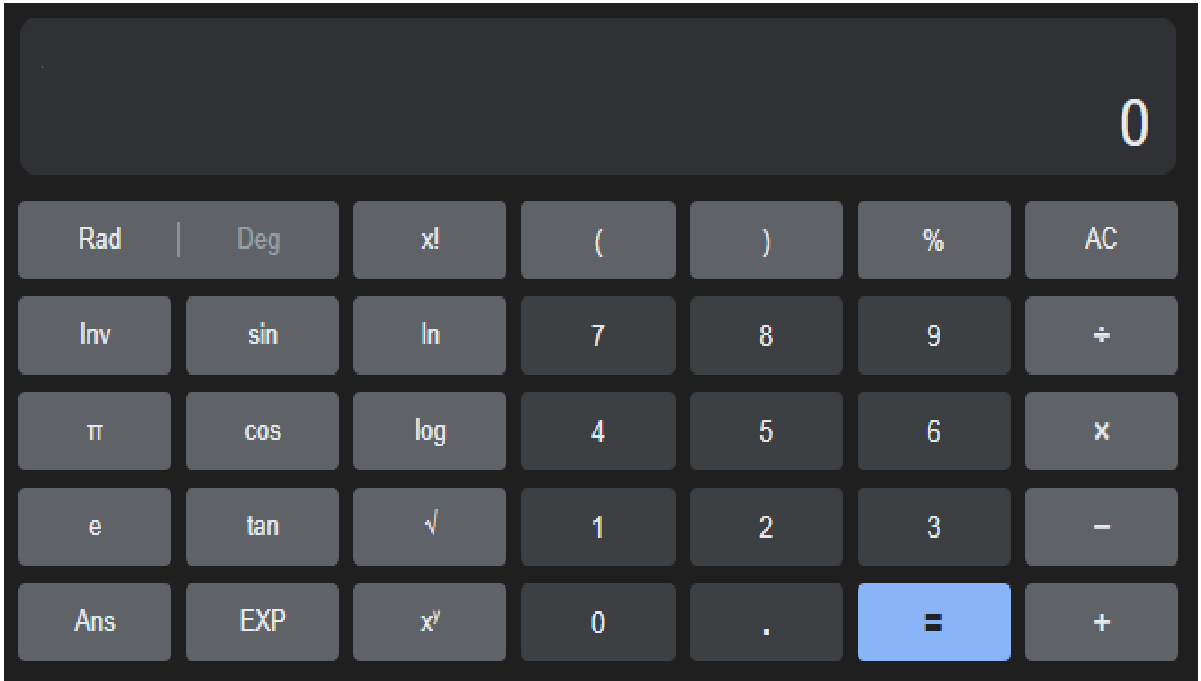 0
Rad | Deg x! ( ) % AC
Inv sin ln 7 8 9 ÷
π cos log 4 5 6 ×
e tan √ 1 2 3 −
Ans EXP xʸ 0 . = +